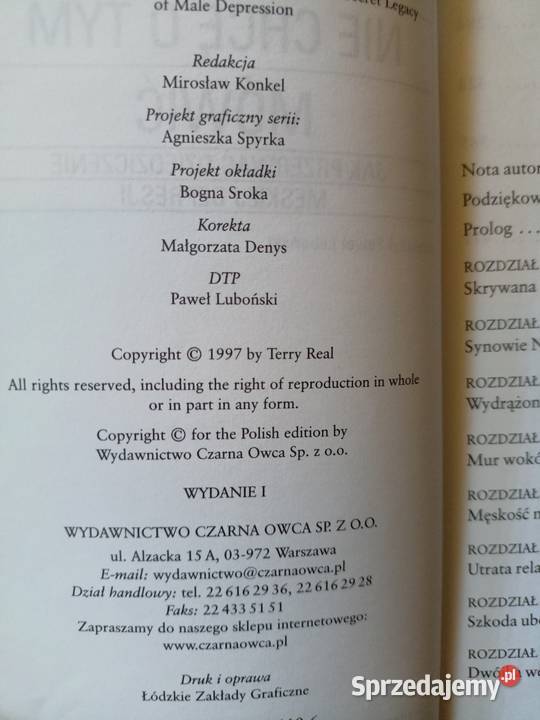 of Male Depression
Legacy
Redakcja
Mirosław Konkel
Projekt graficzny serii:
Agnieszka Spyrka
Projekt okładki
Bogna Sroka
Korekta
Małgorzata Denys
DTP
Paweł Luboński
Copyright © 1997 by Terry Real
All rights reserved, including the right of reproduction in whole
or in part in any form.
Copyright © for the Polish edition by
Wydawnictwo Czarna Owca Sp. z o.o.
WYDANIE I
WYDAWNICTWO CZARNA OWCA SP. Z O.O.
ul. Alzacka 15 A, 03-972 Warszawa
E-mail: wydawnictwo@czarnaowca.pl
Dział handlowy: tel. 22 616 29 36, 22 616 29 28
Faks: 22 433 51 51
Zapraszamy do naszego sklepu internetowego:
www.czarnaowca.pl
Druk i oprawa
Łódzkie Zakłady Graficzne
Nota autor
Podziękow
Prolog ...
ROZDZIAŁ
Skrywana
ROZDZIAŁ
Synowie N
ROZDZIAŁ
Wydrążon
ROZDZIAŁ
Mur wokó
ROZDZIAŁ
Męskość n
ROZDZIAŁ
Utrata rela
ROZDZIAŁ
Szkoda ubo
ROZDZIAŁ
Sprzedajemy.pl